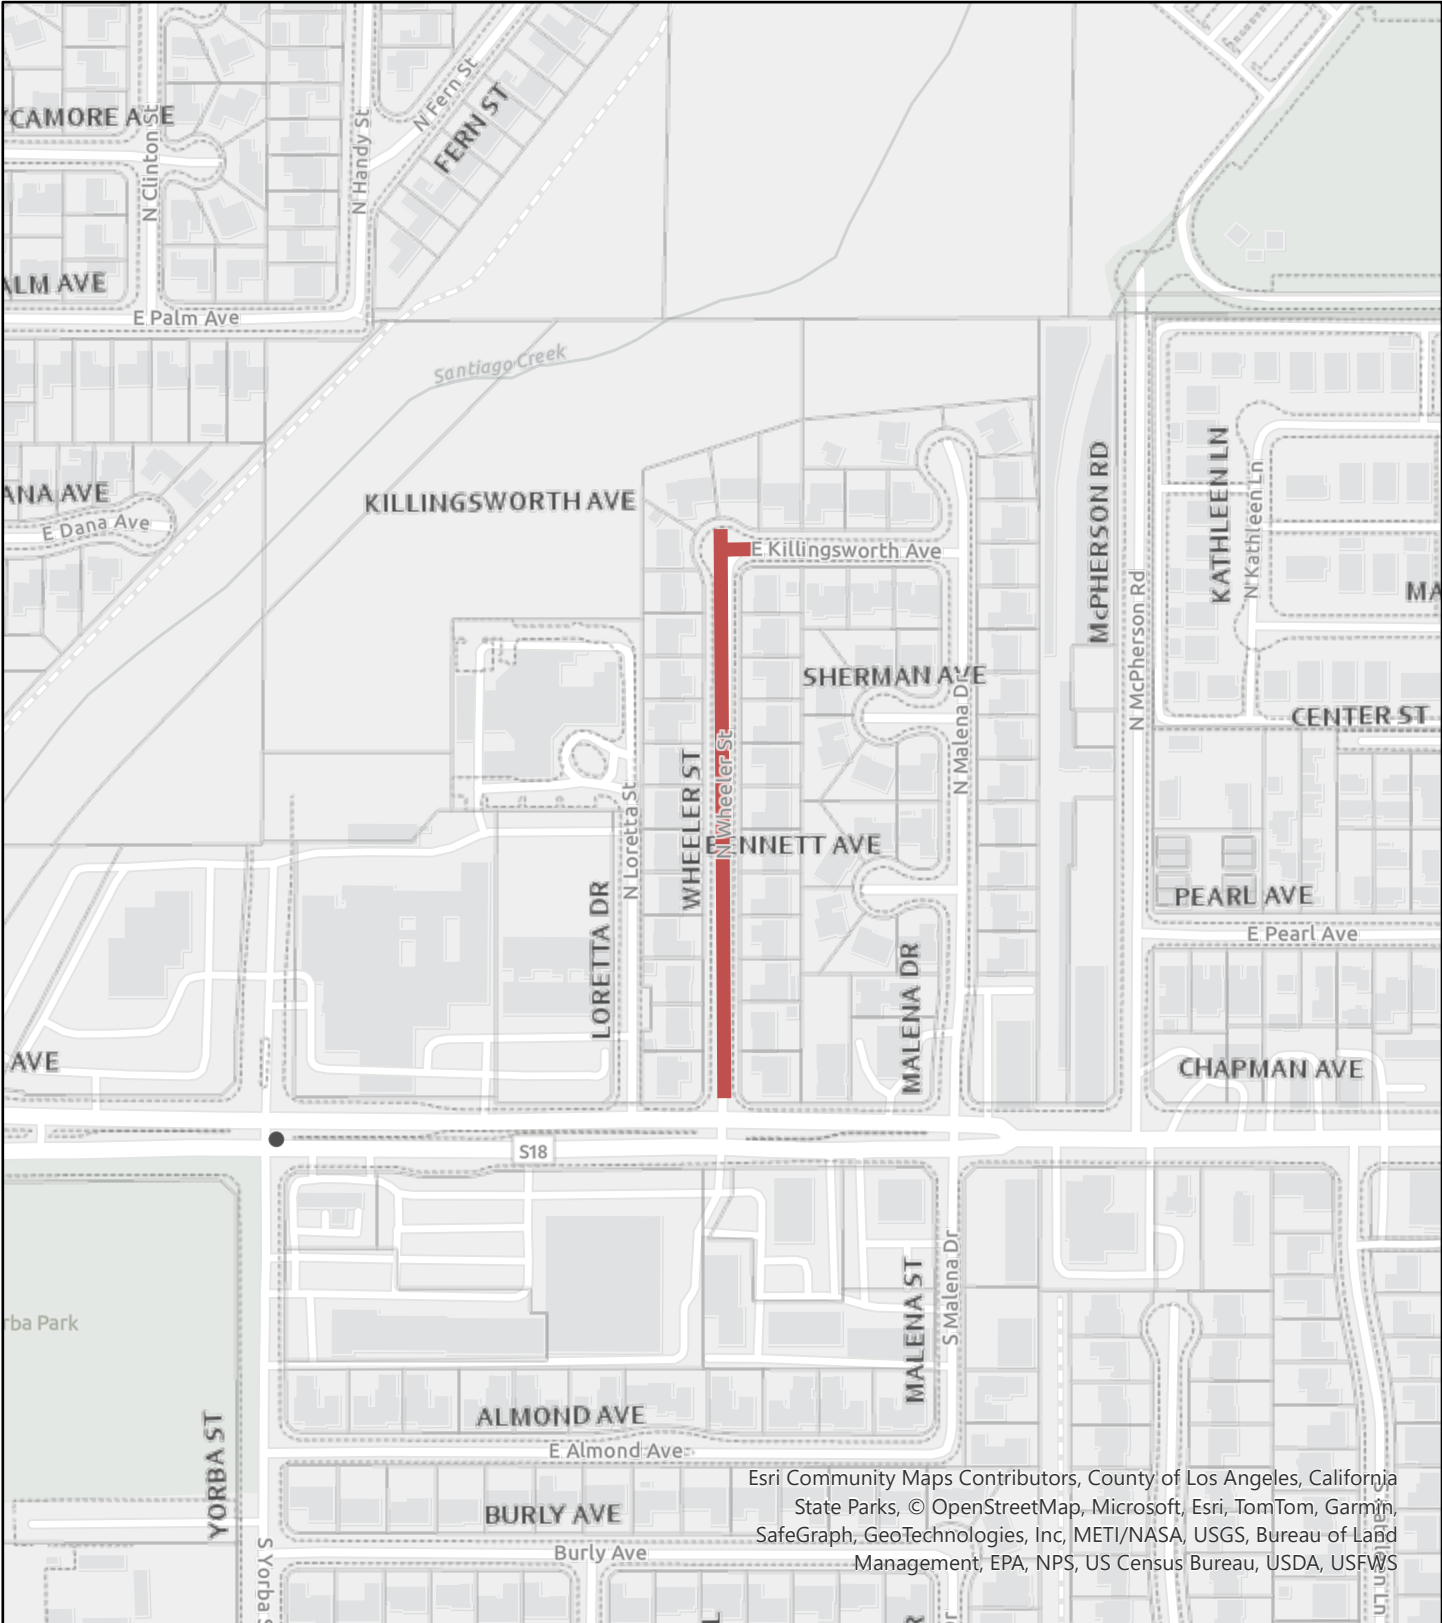 N Fern St
FERN ST
YCAMORE AVE
N Clinton St
N Handy St
ALM AVE
E Palm Ave
Santiago Creek
KILLINGSWORTH AVE
ANA AVE
E Dana Ave
E Killingsworth Ave
McPHERSON RD
N McPherson Rd
KATHLEEN LN
N Kathleen Ln
MA
SHERMAN AVE
N Malena Dr
CENTER ST
WHEELER ST
N Wheeler St
N Loretta St
BENNETT AVE
LORETTA DR
PEARL AVE
E Pearl Ave
MALENA DR
AVE
CHAPMAN AVE
S18
MALENA ST
S Malena Dr
rba Park
ALMOND AVE
E Almond Ave
YORBA ST
S Yorba S
BURLY AVE
Burly Ave
Esri Community Maps Contributors, County of Los Angeles, California
State Parks, © OpenStreetMap, Microsoft, Esri, TomTom, Garmin,
SafeGraph, GeoTechnologies, Inc, METI/NASA, USGS, Bureau of Land
Management, EPA, NPS, US Census Bureau, USDA, USFWS